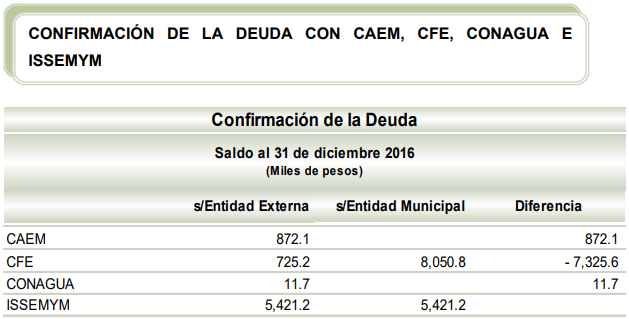 CONFIRMACIÓN DE LA DEUDA CON CAEM, CFE, CONAGUA E
ISSEMYM
Confirmación de la Deuda
Saldo al 31 de diciembre 2016
(Miles de pesos)
s/Entidad Externa s/Entidad Municipal Diferencia
CAEM 872.1 872.1
CFE 725.2 8,050.8 - 7,325.6
CONAGUA 11.7 11.7
ISSEMYM 5,421.2 5,421.2